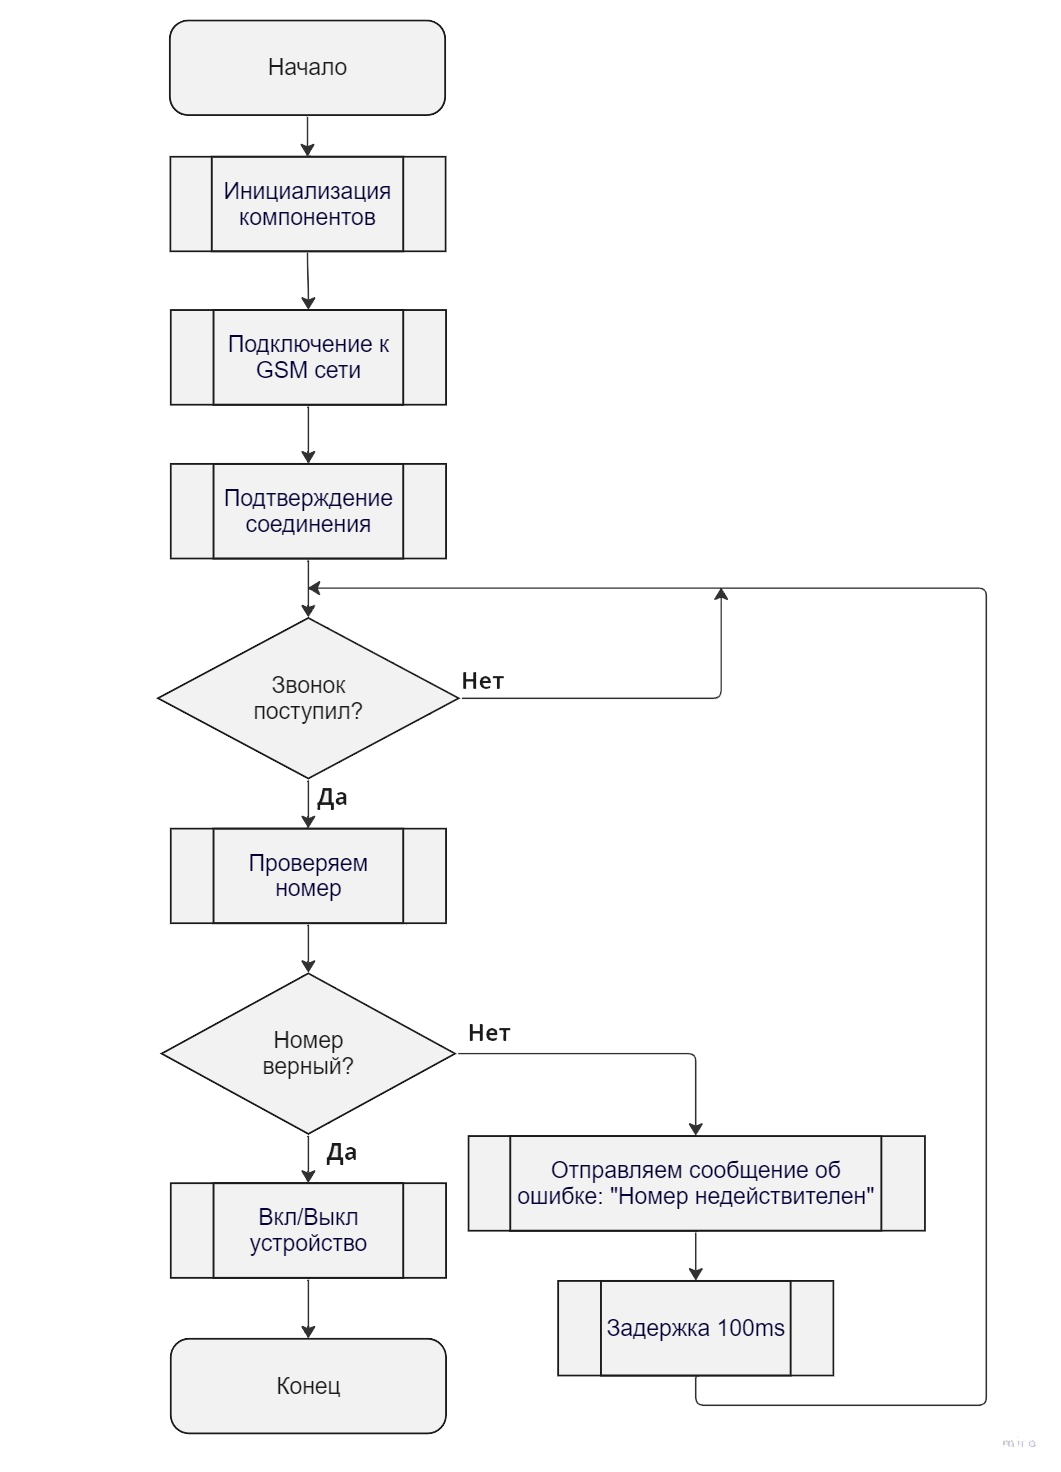 Начало
Инициализация
компонентов
Подключение к
GSM сети
Подтверждение
соединения
Звонок
поступил?
Нет
Да
Проверяем
номер
Номер
верный?
Нет
Да
Отправляем сообщение об
ошибке: "Номер недействителен"
Вкл/Выкл
устройство
Задержка 100ms
Конец
miro